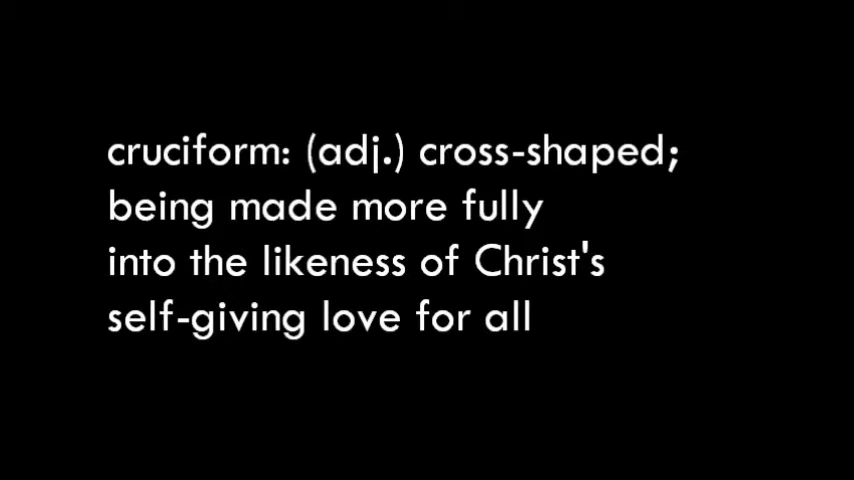 cruciform: (adj.) cross-shaped;
being made more fully
into the likeness of Christ's
self-giving love for all